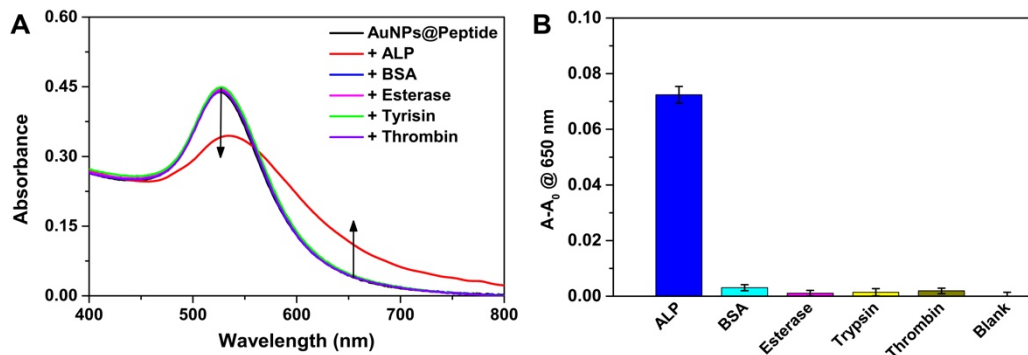 A
0.60
0.45
0.30
0.15
0.00
Absorbance
400 500 600 700 800
Wavelength (nm)
AuNPs@Peptide
+ ALP
+ BSA
+ Esterase
+ Tyrisin
+ Thrombin
B
0.10
0.08
0.06
0.04
0.02
0.00
A-A₀ @ 650 nm
ALP
BSA
Esterase
Trypsin
Thrombin
Blank